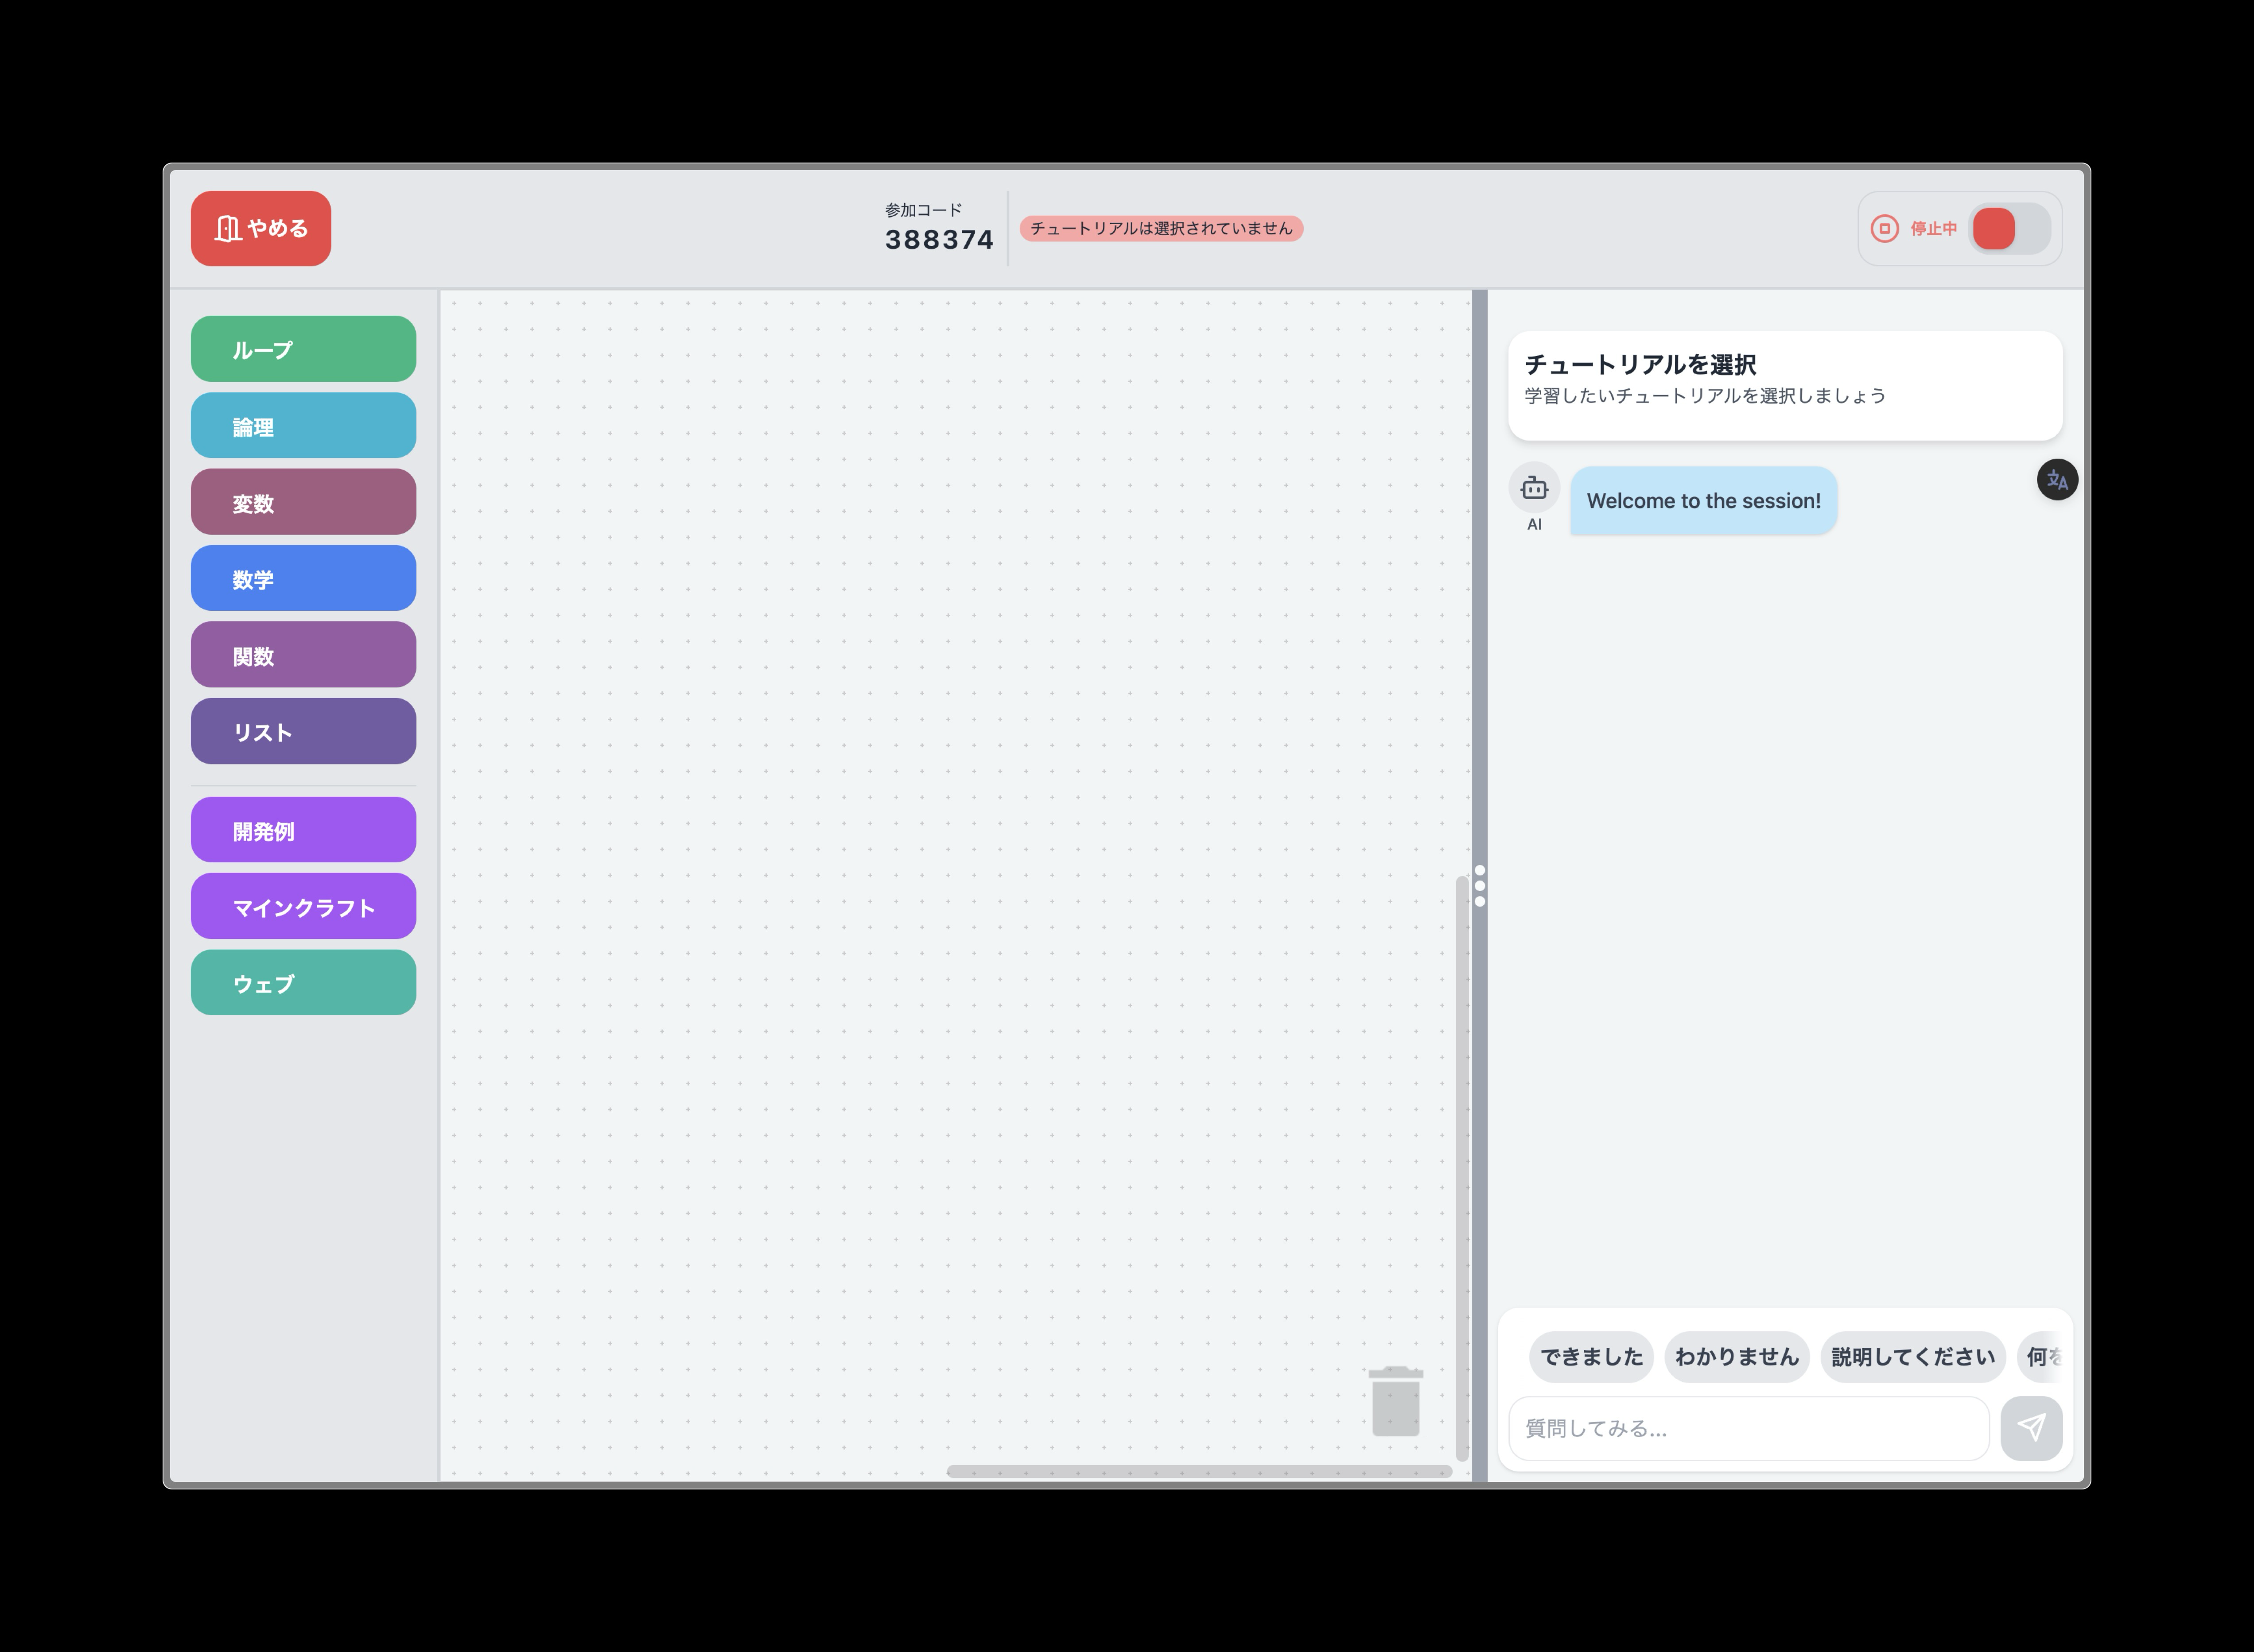 やめる
参加コード
388374
チュートリアルは選択されていません
停止中
ループ
論理
変数
数学
関数
リスト
開発例
マインクラフト
ウェブ
チュートリアルを選択
学習したいチュートリアルを選択しましょう
AI
Welcome to the session!
できました
わかりません
説明してください
何を
質問してみる...